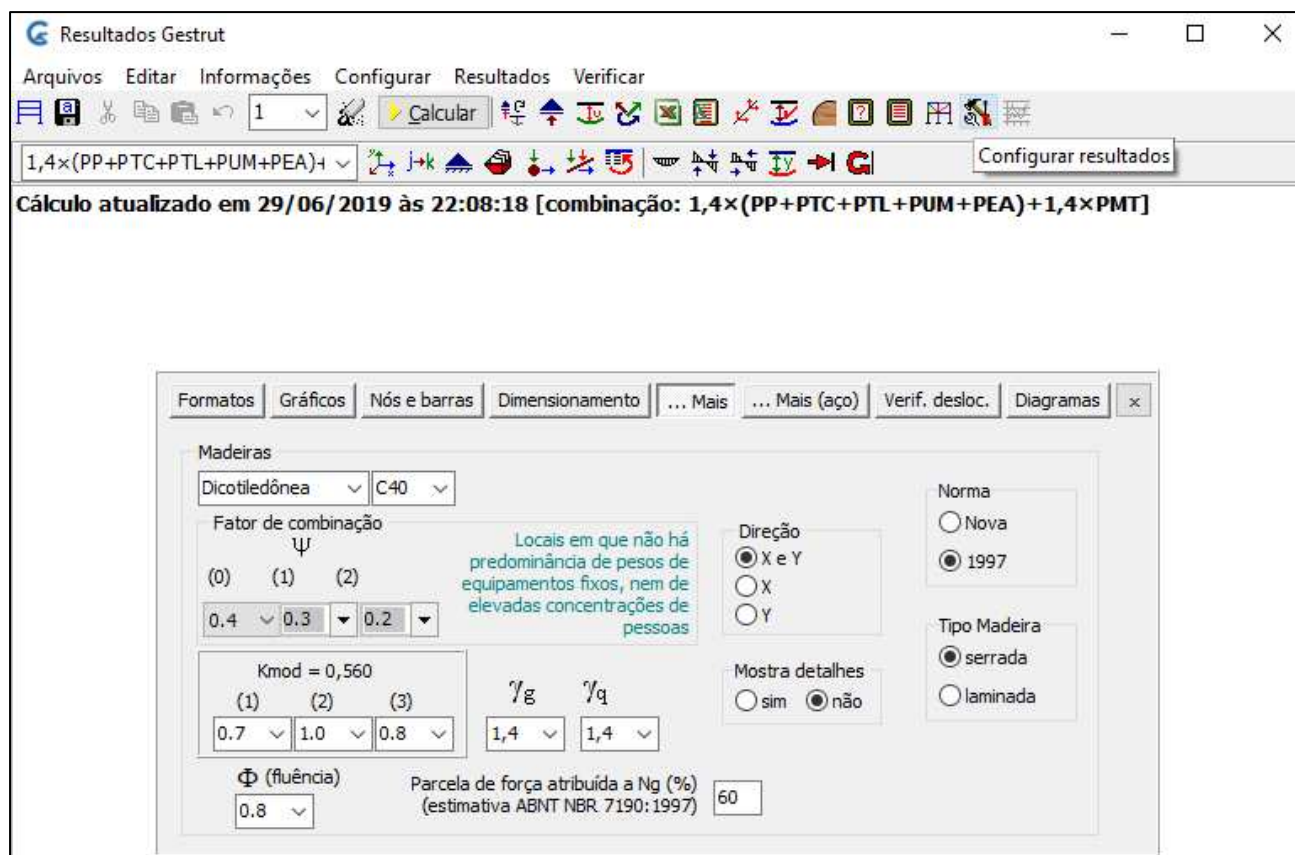 Resultados Gestrut
Arquivos Editar Informações Configurar Resultados Verificar
1 Calcular
1,4×(PP+PTC+PTL+PUM+PEA)+ j→k
Configurar resultados
Cálculo atualizado em 29/06/2019 às 22:08:18 [combinação: 1,4×(PP+PTC+PTL+PUM+PEA)+1,4×PMT]
Formatos Gráficos Nós e barras Dimensionamento ... Mais ... Mais (aço) Verif. desloc. Diagramas ×
Madeiras
Dicotiledônea C40
Fator de combinação
Ψ
(0) (1) (2)
0.4 0.3 0.2
Locais em que não há
predominância de pesos de
equipamentos fixos, nem de
elevadas concentrações de
pessoas
Direção
X e Y
X
Y
Norma
Nova
1997
Kmod = 0,560
(1) (2) (3)
0.7 1.0 0.8
γg γq
1,4 1,4
Mostra detalhes
sim não
Tipo Madeira
serrada
laminada
Φ (fluência)
0.8
Parcela de força atribuída a Ng (%)
(estimativa ABNT NBR 7190:1997)
60